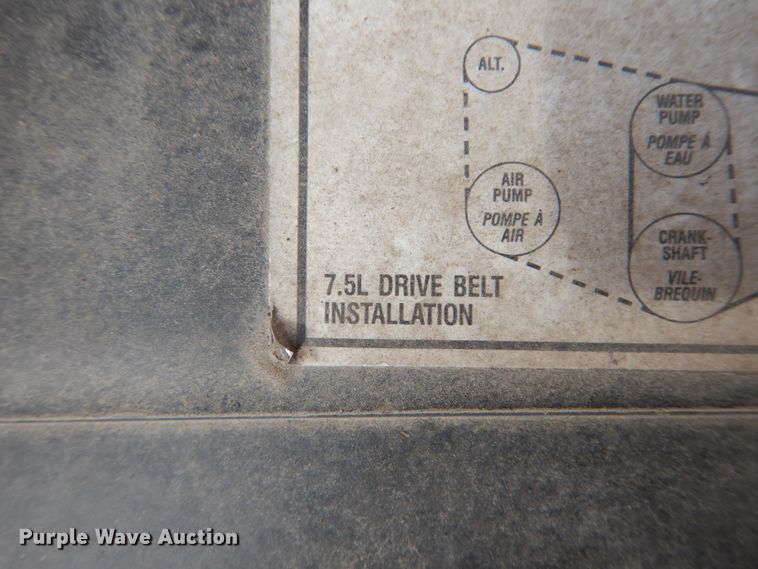 ALT.
WATER
PUMP
POMPE À
EAU
AIR
PUMP
POMPE À
AIR
CRANK-
SHAFT
VILE-
BREQUIN
7.5L DRIVE BELT
INSTALLATION
Purple Wave Auction